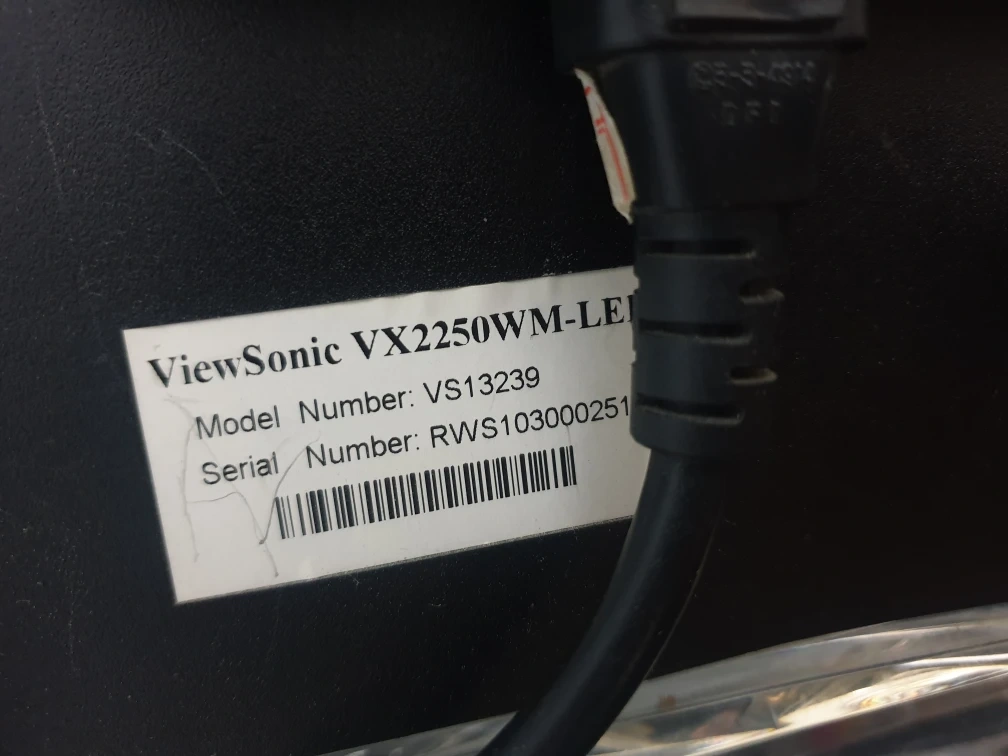 ViewSonic VX2250WM-LE
Model Number: VS13239
Serial Number: RWS103000251